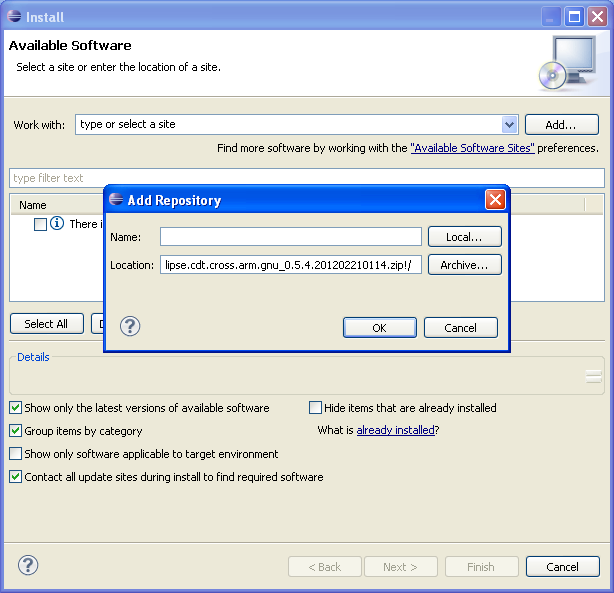 Install
Available Software
Select a site or enter the location of a site.
Work with: type or select a site Add...
Find more software by working with the "Available Software Sites" preferences.
type filter text
Name
There i
Add Repository
Name: Local...
Location: lipse.cdt.cross.arm.gnu_0.5.4.201202210114.zip!/ Archive...
? OK Cancel
Select All D
Details
Show only the latest versions of available software Hide items that are already installed
Group items by category What is already installed?
Show only software applicable to target environment
Contact all update sites during install to find required software
? < Back Next > Finish Cancel